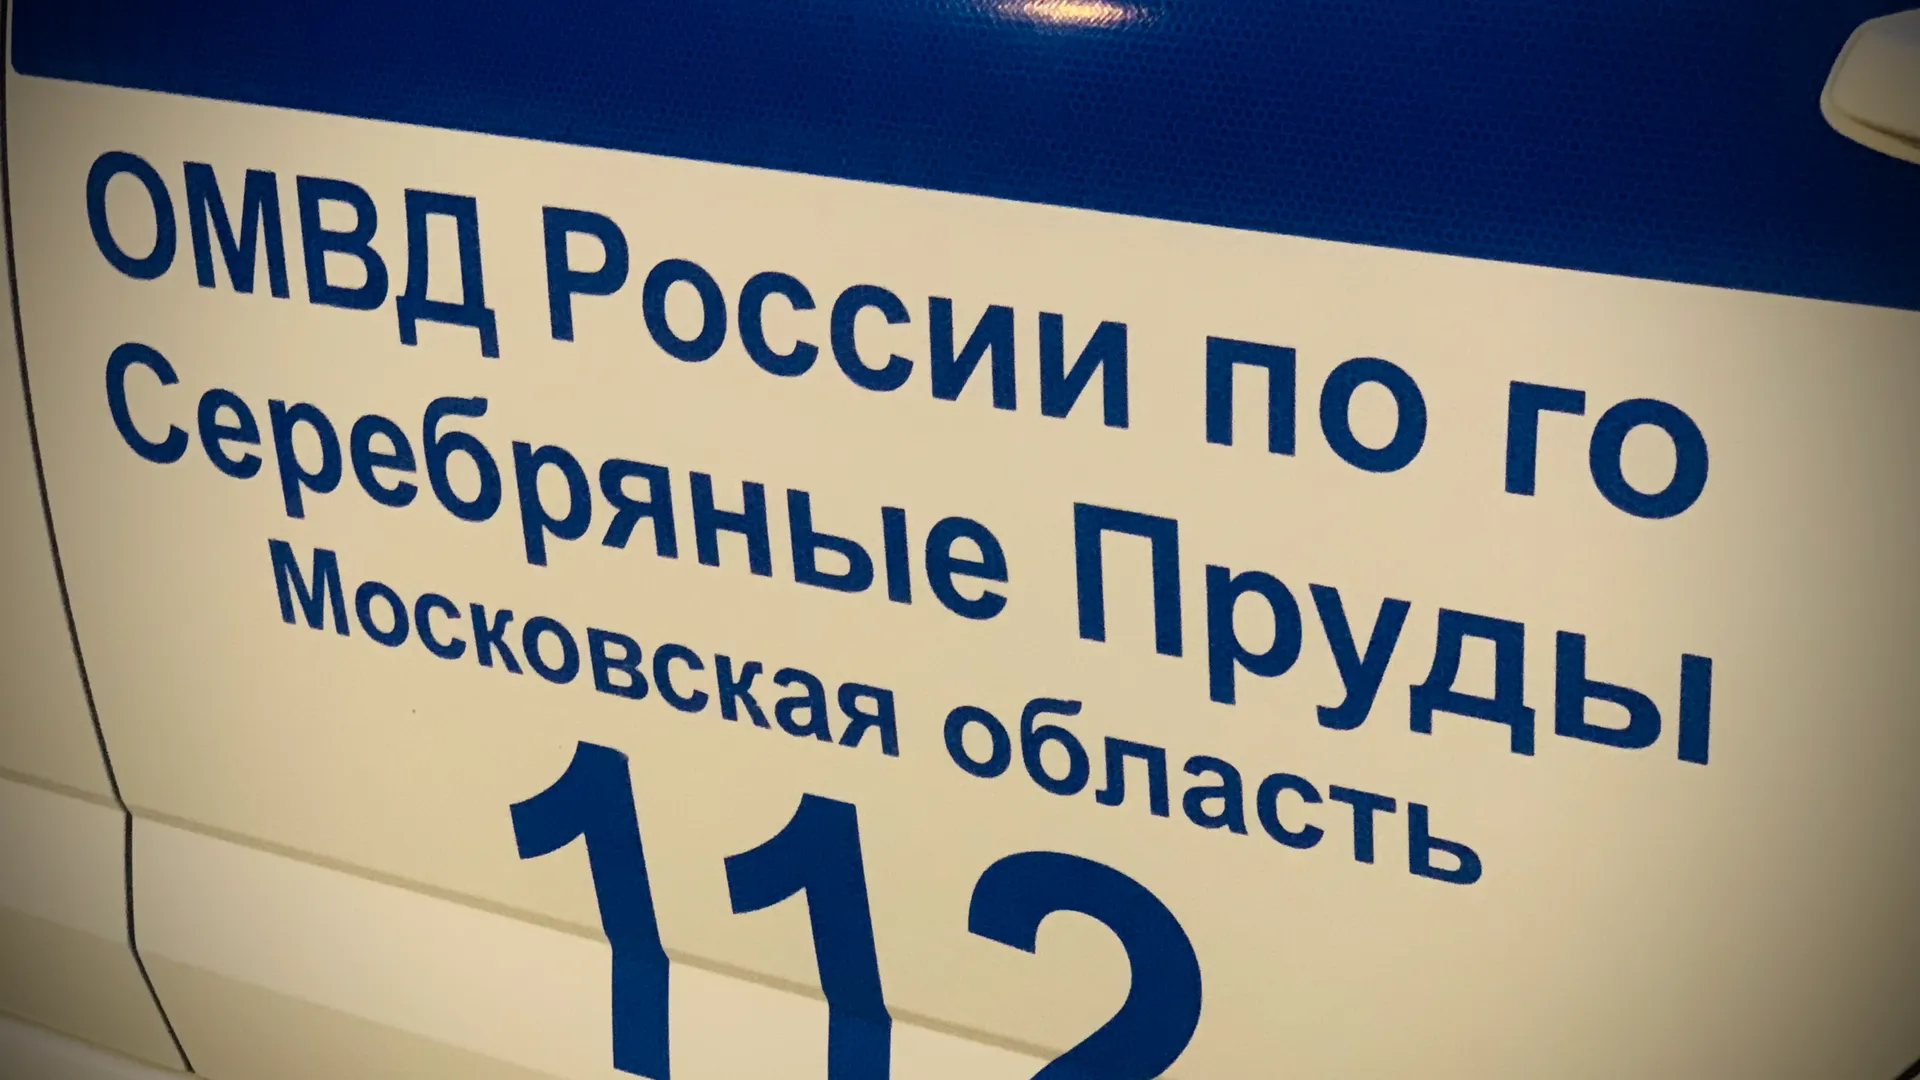 ОМВД России по го
Серебряные Пруды
Московская область
112